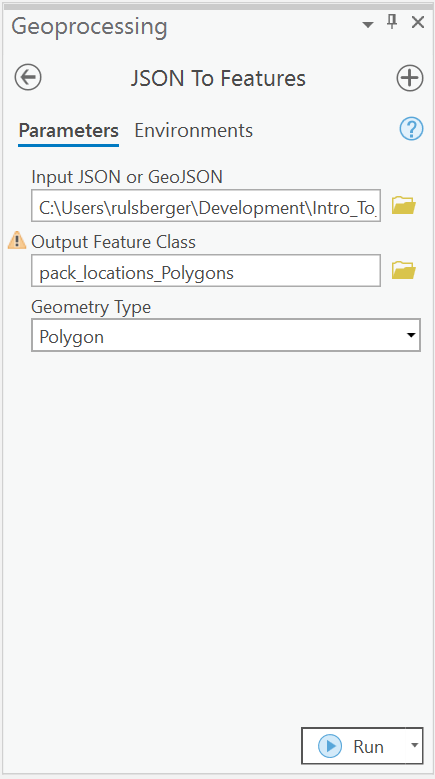 Geoprocessing
JSON To Features
Parameters Environments
Input JSON or GeoJSON
C:\Users\rulsberger\Development\Intro_To_
Output Feature Class
pack_locations_Polygons
Geometry Type
Polygon
Run